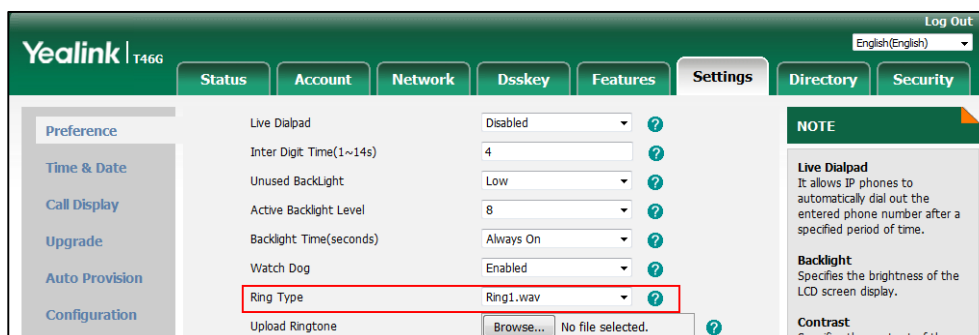 Log Out
English(English)
Yealink | T46G
Status Account Network Dsskey Features Settings Directory Security
Preference
Time & Date
Call Display
Upgrade
Auto Provision
Configuration
Live Dialpad Disabled ?
Inter Digit Time(1~14s) 4 ?
Unused BackLight Low ?
Active Backlight Level 8 ?
Backlight Time(seconds) Always On ?
Watch Dog Enabled ?
Ring Type Ring1.wav ?
Upload Ringtone Browse... No file selected. ?
NOTE
Live Dialpad
It allows IP phones to
automatically dial out the
entered phone number after a
specified period of time.
Backlight
Specifies the brightness of the
LCD screen display.
Contrast